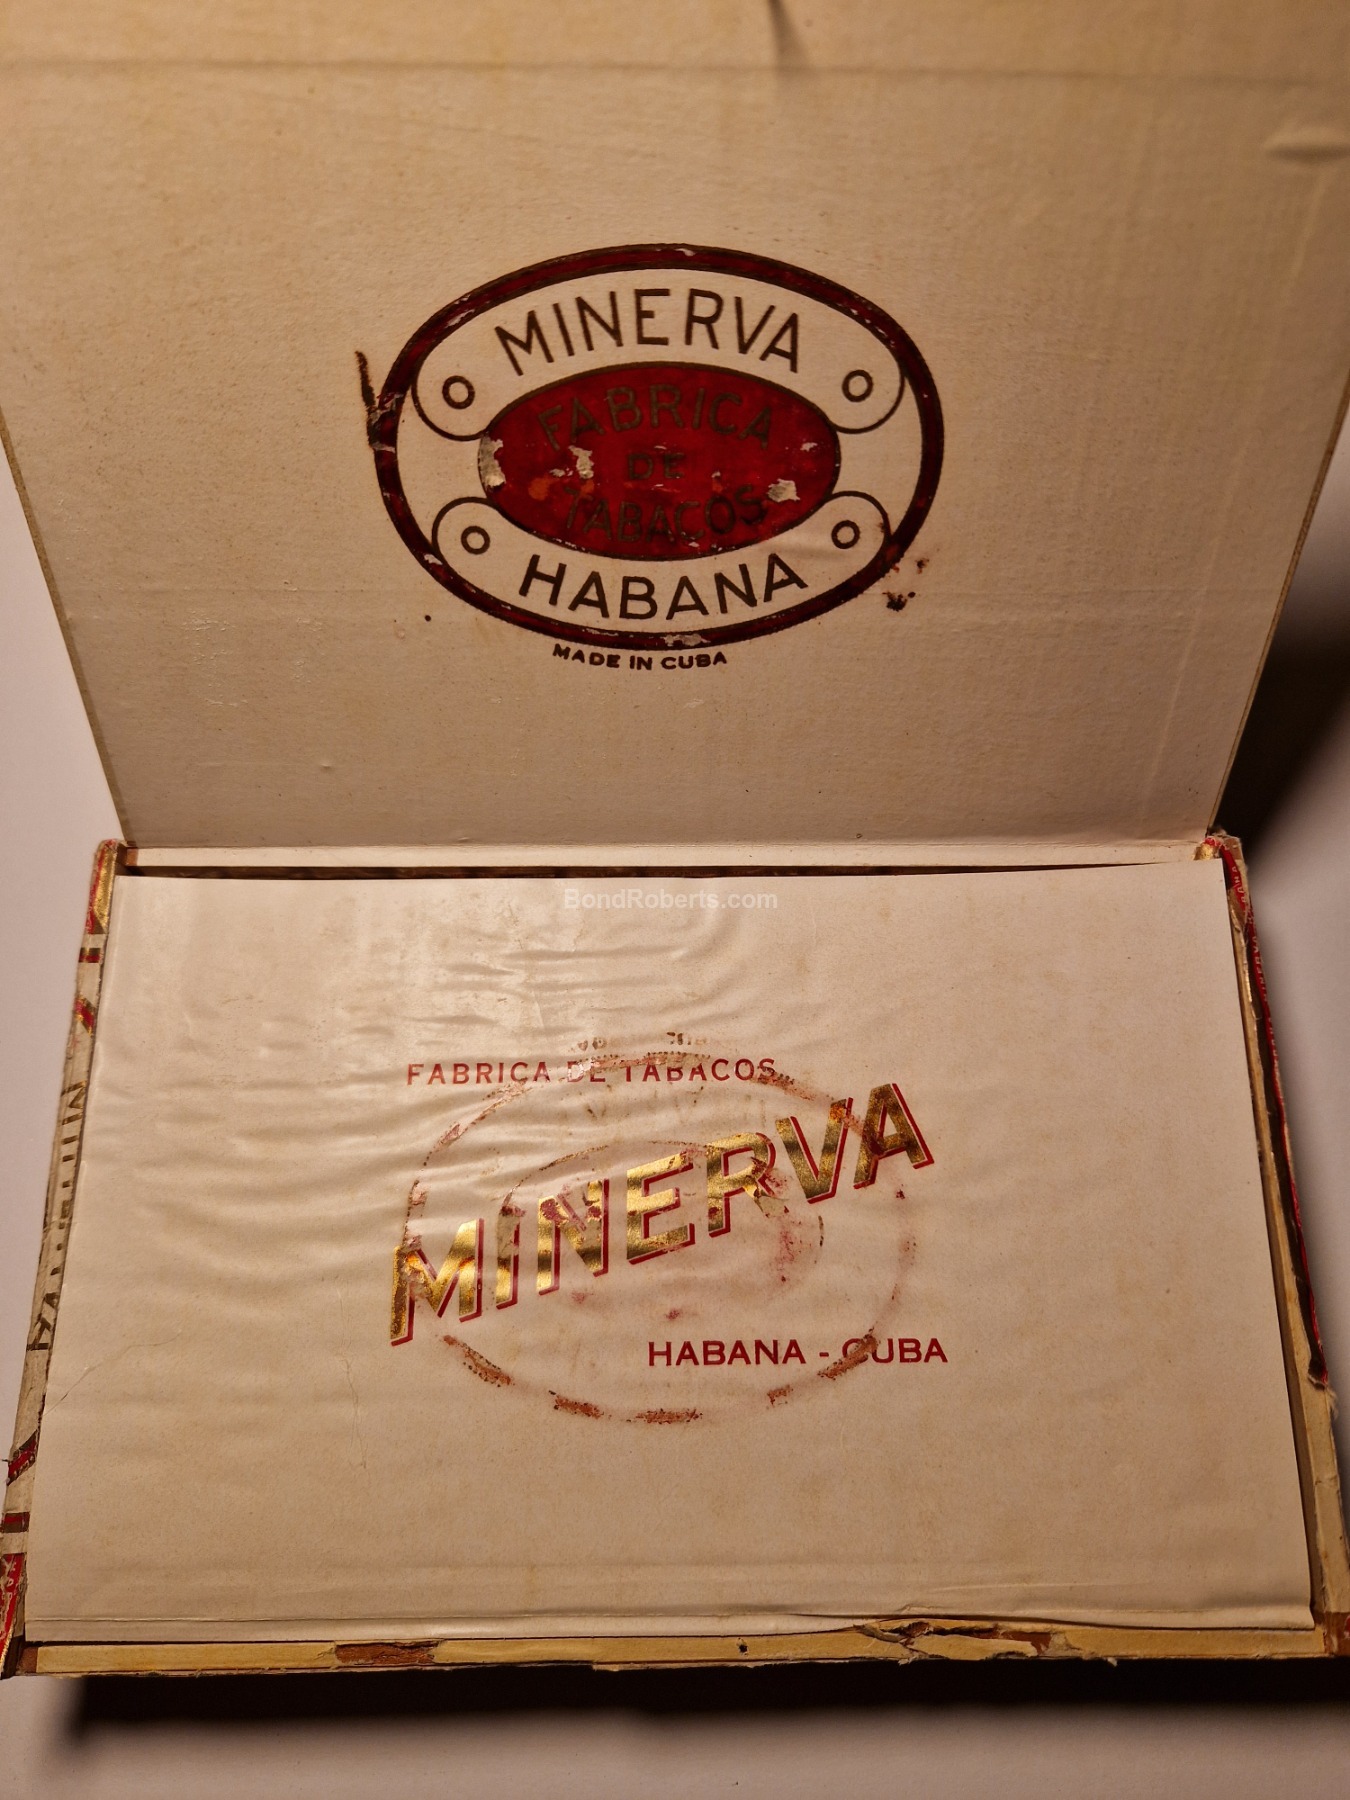 MINERVA
FABRICA
DE
TABACOS
HABANA
MADE IN CUBA
BondRoberts.com
FABRICA DE TABACOS
MINERVA
HABANA - CUBA